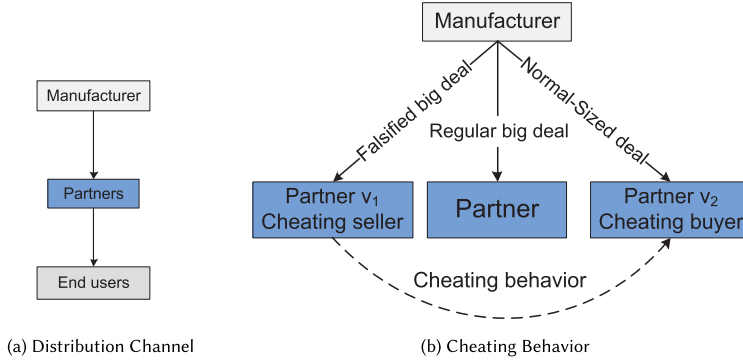 Manufacturer
Partners
End users
(a) Distribution Channel
Manufacturer
Falsified big deal
Regular big deal
Normal-Sized deal
Partner v₁
Cheating seller
Partner
Partner v₂
Cheating buyer
Cheating behavior
(b) Cheating Behavior